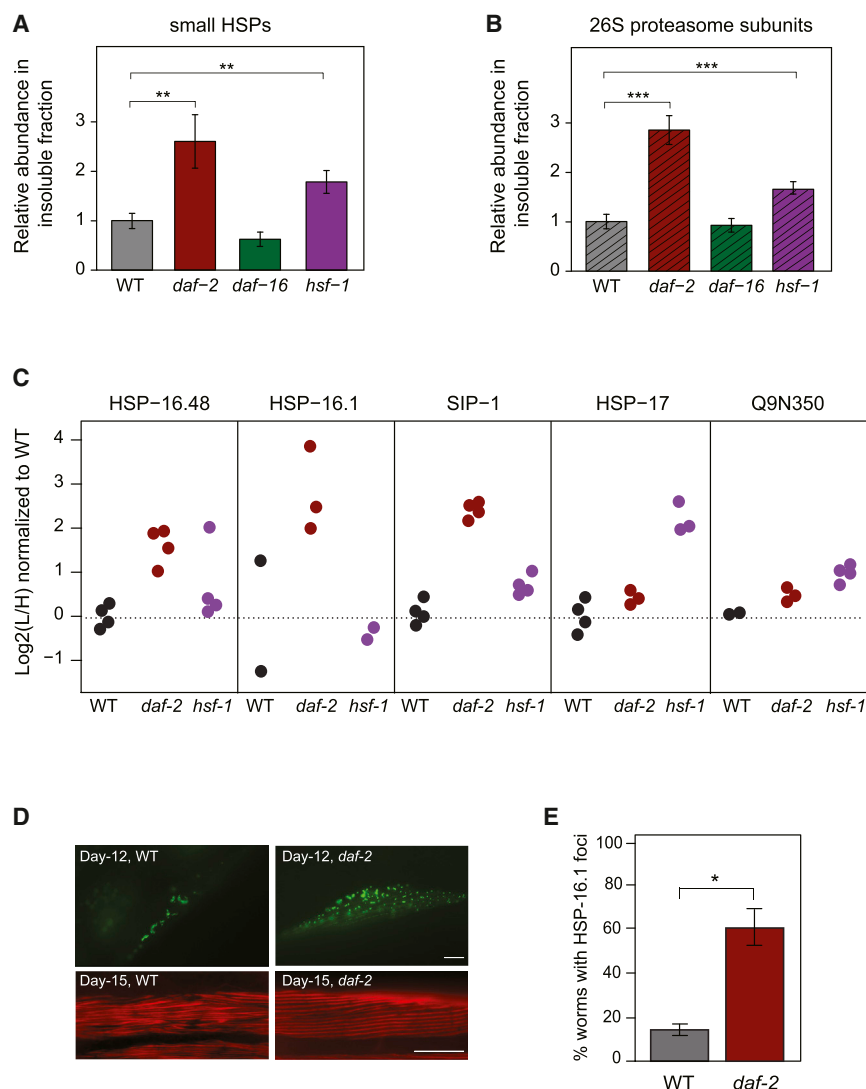 A
small HSPs
Relative abundance in
insoluble fraction
3
2
1
0
**
**
WT
daf−2
daf−16
hsf−1
B
26S proteasome subunits
Relative abundance in
insoluble fraction
3
2
1
0
***
***
WT
daf−2
daf−16
hsf−1
C
HSP−16.48
HSP−16.1
SIP−1
HSP−17
Q9N350
Log2(L/H) normalized to WT
4
3
2
1
0
−1
WT daf-2 hsf-1
WT daf-2 hsf-1
WT daf-2 hsf-1
WT daf-2 hsf-1
WT daf-2 hsf-1
D
Day-12, WT
Day-12, daf-2
Day-15, WT
Day-15, daf-2
E
% worms with HSP-16.1 foci
100
80
60
40
20
0
*
WT
daf-2